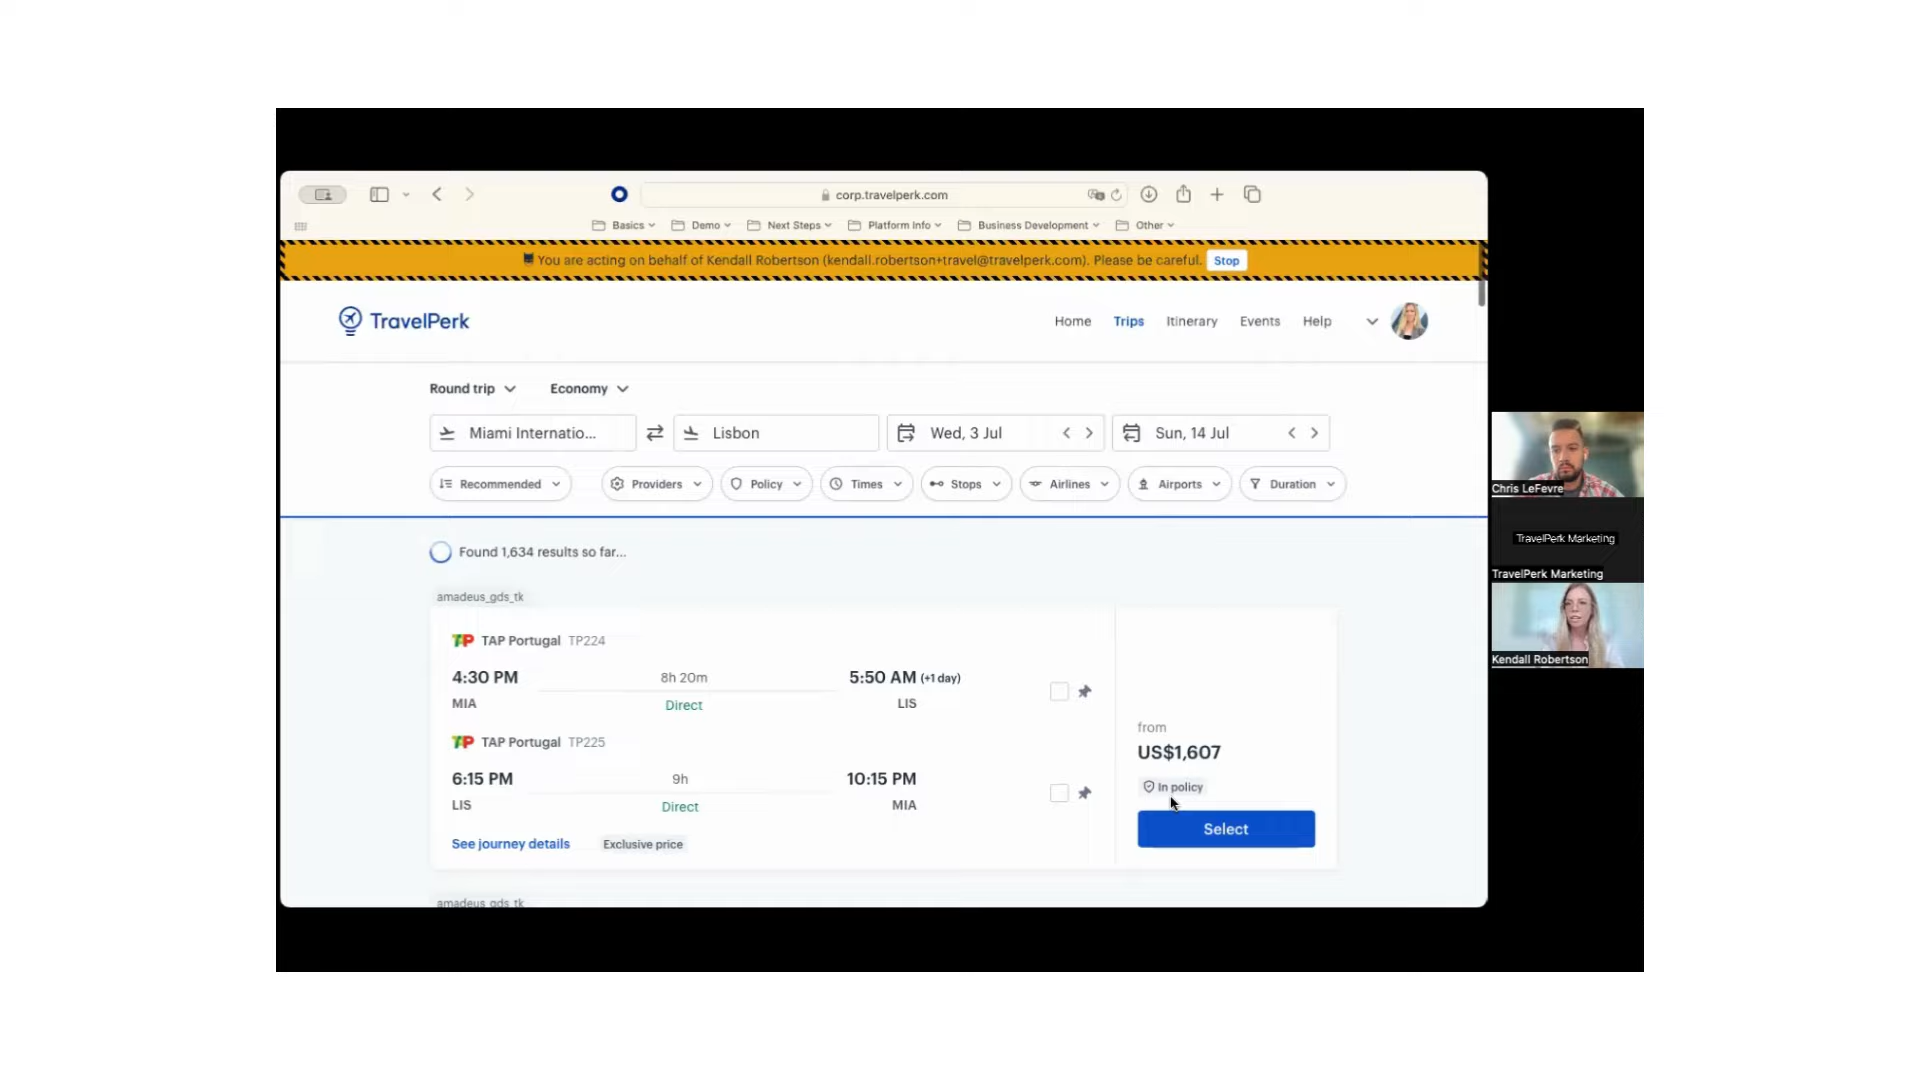 corp.travelperk.com
Basics Demo Next Steps Platform Info Business Development Other
You are acting on behalf of Kendall Robertson (kendall.robertson+travel@travelperk.com). Please be careful. Stop
TravelPerk
Home Trips Itinerary Events Help
Round trip Economy
Miami Internatio... Lisbon Wed, 3 Jul Sun, 14 Jul
Recommended Providers Policy Times Stops Airlines Airports Duration
Found 1,634 results so far...
amadeus_gds_tk
TP TAP Portugal TP224
4:30 PM 8h 20m 5:50 AM (+1 day)
MIA Direct LIS
TP TAP Portugal TP225
6:15 PM 9h 10:15 PM
LIS Direct MIA
See journey details Exclusive price
from
US$1,607
In policy
Select
amadeus_gds_tk
Chris LeFevre
TravelPerk Marketing
TravelPerk Marketing
Kendall Robertson